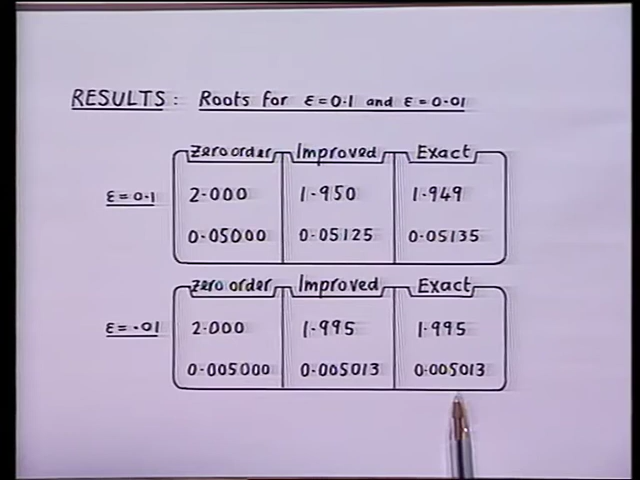 RESULTS : Roots for ε=0·1 and ε=0·01
Zero order Improved Exact
ε=0·1 2·000 1·950 1·949
0·05000 0·05125 0·05135
Zero order Improved Exact
ε=·01 2·000 1·995 1·995
0·005000 0·005013 0·005013